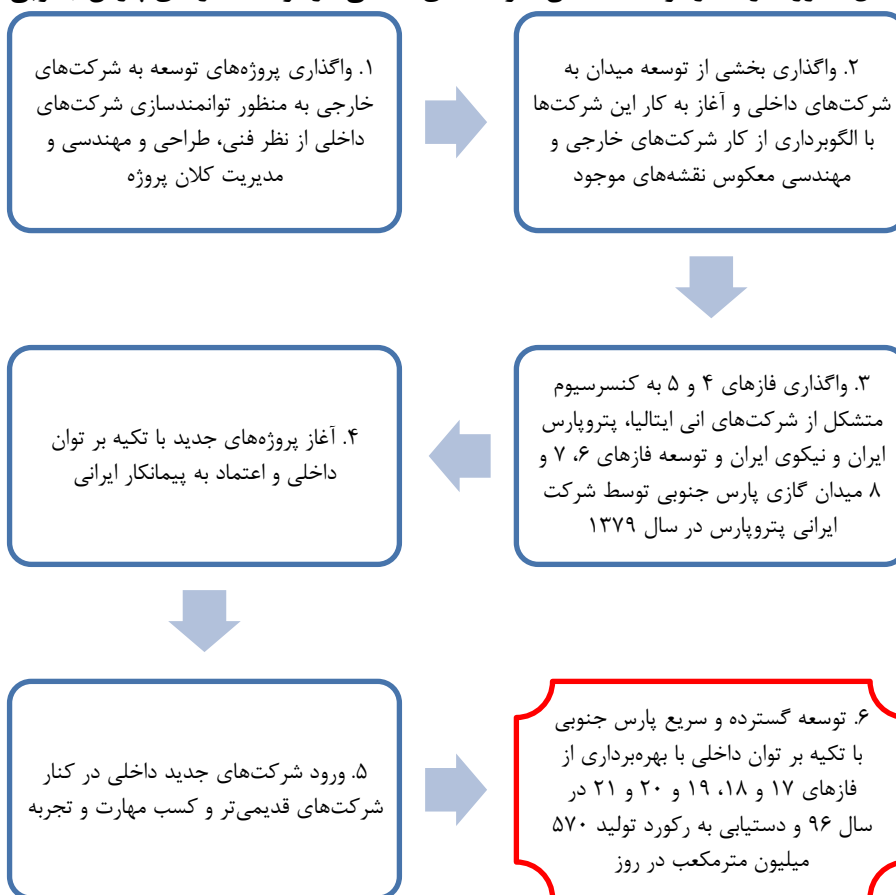 ۱. واگذاری پروژه‌های توسعه به شرکت‌های
خارجی به منظور توانمندسازی شرکت‌های
داخلی از نظر فنی، طراحی و مهندسی و
مدیریت کلان پروژه
۲. واگذاری بخشی از توسعه میدان به
شرکت‌های داخلی و آغاز به کار این شرکت‌ها
با الگوبرداری از کار شرکت‌های خارجی و
مهندسی معکوس نقشه‌های موجود
۳. واگذاری فازهای ۴ و ۵ به کنسرسیوم
متشکل از شرکت‌های انی ایتالیا، پتروپارس
ایران و نیکوی ایران و توسعه فازهای ۶، ۷ و
۸ میدان گازی پارس جنوبی توسط شرکت
ایرانی پتروپارس در سال ۱۳۷۹
۴. آغاز پروژه‌های جدید با تکیه بر توان
داخلی و اعتماد به پیمانکار ایرانی
۵. ورود شرکت‌های جدید داخلی در کنار
شرکت‌های قدیمی‌تر و کسب مهارت و تجربه
۶. توسعه گسترده و سریع پارس جنوبی
با تکیه بر توان داخلی با بهره‌برداری از
فازهای ۱۷ و ۱۸، ۱۹ و ۲۰ و ۲۱ در
سال ۹۶ و دستیابی به رکورد تولید ۵۷۰
میلیون مترمکعب در روز